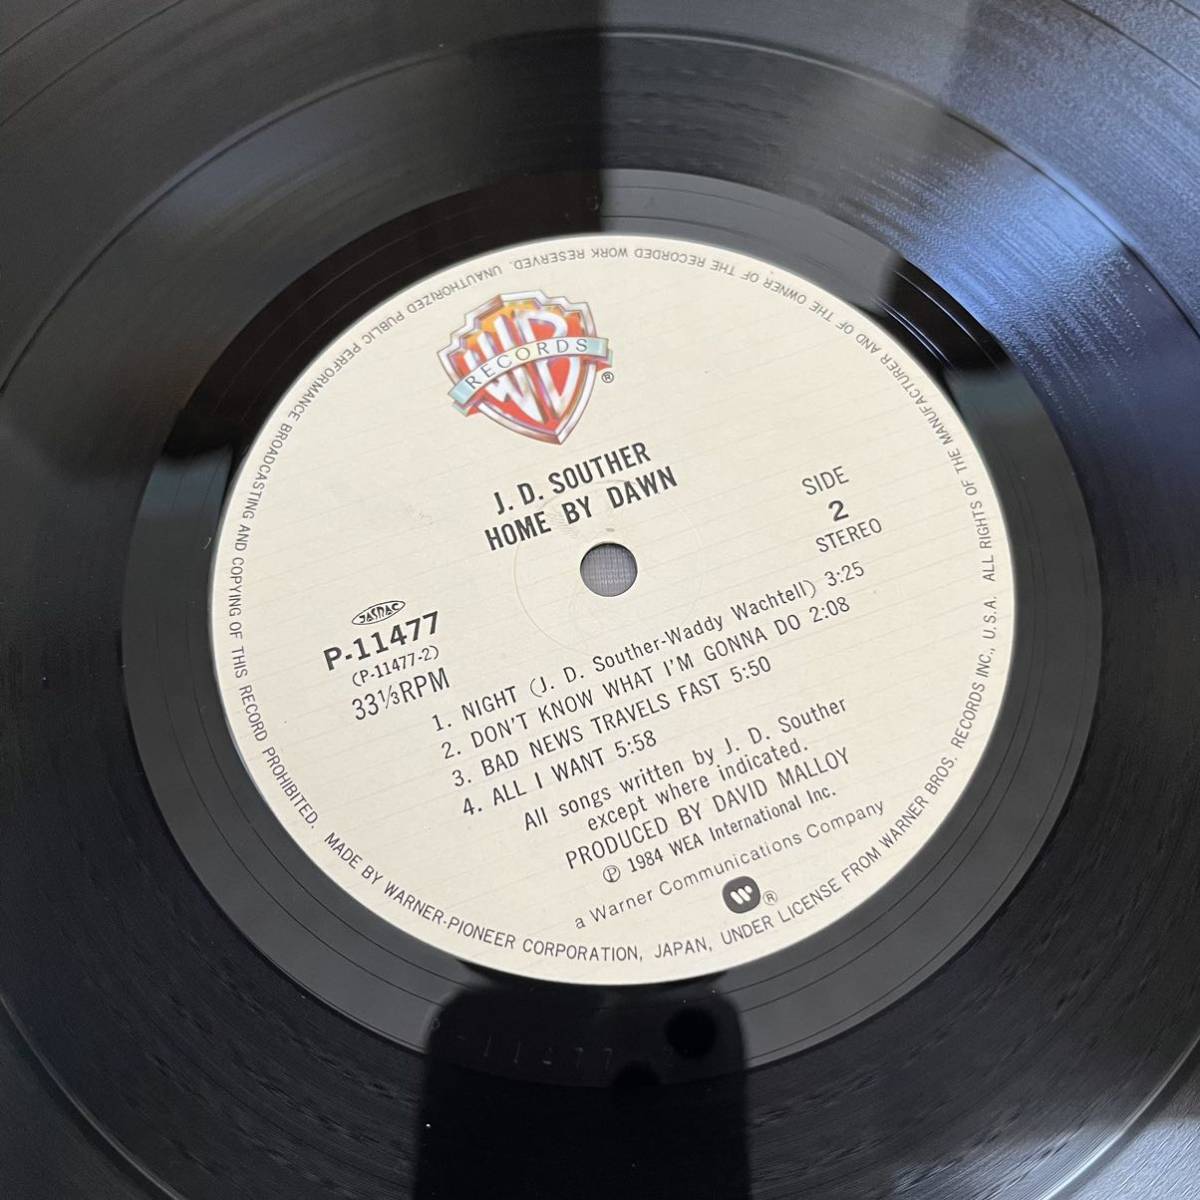 WB
RECORDS
®
J. D. SOUTHER
HOME BY DAWN
SIDE
2
STEREO
JASRAC
P-11477
(P-11477-2)
33⅓RPM
1. NIGHT (J. D. Souther-Waddy Wachtell) 3:25
2. DON'T KNOW WHAT I'M GONNA DO 2:08
3. BAD NEWS TRAVELS FAST 5:50
4. ALL I WANT 5:58
All songs written by J. D. Souther
except where indicated.
PRODUCED BY DAVID MALLOY
℗ 1984 WEA International Inc.
a Warner Communications Company
®
MADE BY WARNER-PIONEER CORPORATION, JAPAN, UNDER LICENSE FROM WARNER BROS. RECORDS INC., U.S.A. ALL RIGHTS OF THE MANUFACTURER AND OF THE OWNER OF THE RECORDED WORK RESERVED. UNAUTHORIZED PUBLIC PERFORMANCE BROADCASTING AND COPYING OF THIS RECORD PROHIBITED.
-11477